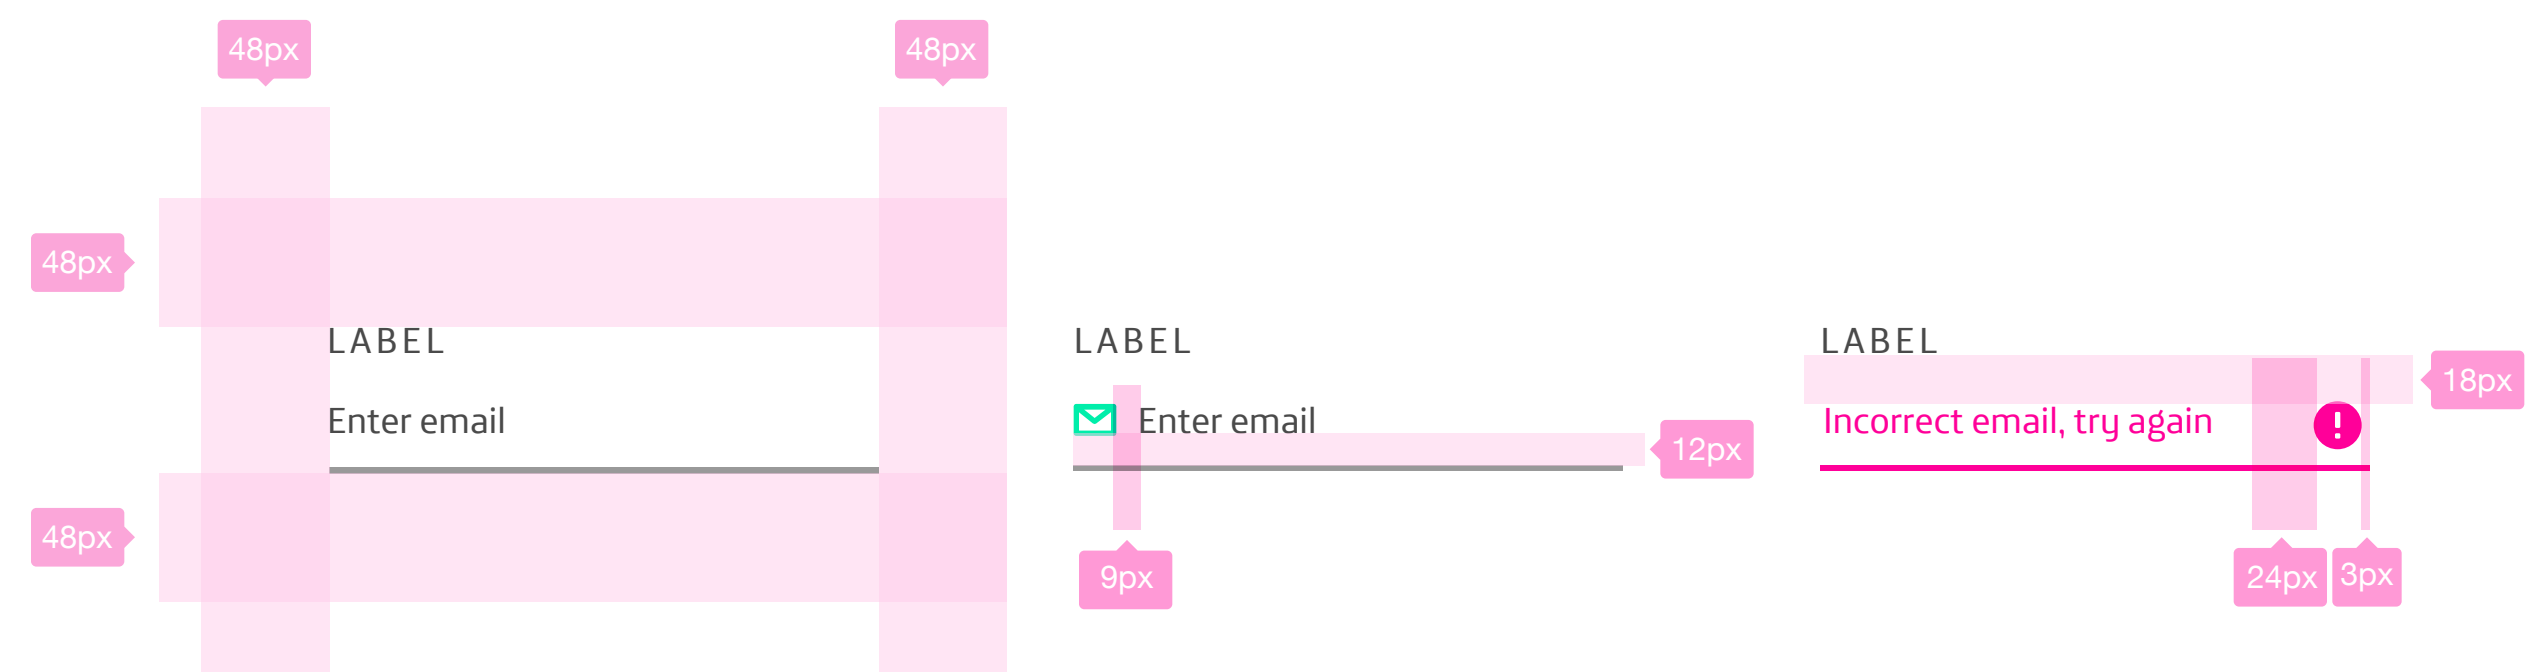 48px
48px
48px
LABEL
Enter email
48px
LABEL
Enter email
12px
9px
LABEL
18px
Incorrect email, try again
24px
3px